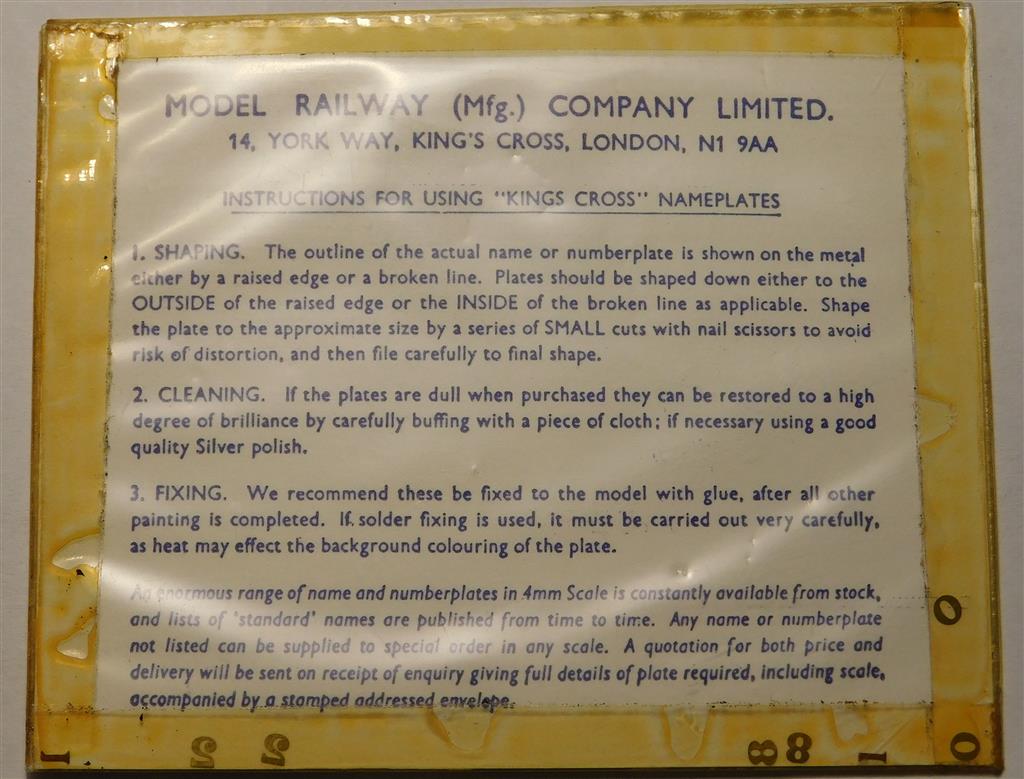 MODEL RAILWAY (Mfg.) COMPANY LIMITED.
14, YORK WAY, KING'S CROSS, LONDON, N1 9AA
INSTRUCTIONS FOR USING "KINGS CROSS" NAMEPLATES
1. SHAPING. The outline of the actual name or numberplate is shown on the metal
either by a raised edge or a broken line. Plates should be shaped down either to the
OUTSIDE of the raised edge or the INSIDE of the broken line as applicable. Shape
the plate to the approximate size by a series of SMALL cuts with nail scissors to avoid
risk of distortion, and then file carefully to final shape.
2. CLEANING. If the plates are dull when purchased they can be restored to a high
degree of brilliance by carefully buffing with a piece of cloth; if necessary using a good
quality Silver polish.
3. FIXING. We recommend these be fixed to the model with glue, after all other
painting is completed. If solder fixing is used, it must be carried out very carefully,
as heat may effect the background colouring of the plate.
An enormous range of name and numberplates in 4mm Scale is constantly available from stock,
and lists of 'standard' names are published from time to time. Any name or numberplate
not listed can be supplied to special order in any scale. A quotation for both price and
delivery will be sent on receipt of enquiry giving full details of plate required, including scale,
accompanied by a stamped addressed envelope.
0
1 2 2 8 8 1 0